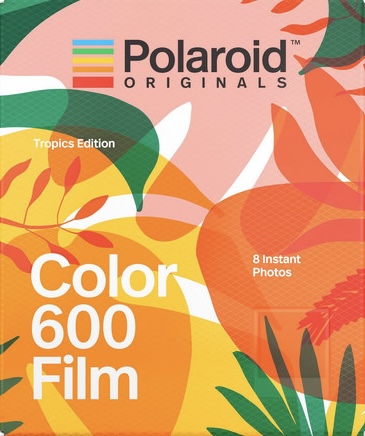 Polaroid™
ORIGINALS
Tropics Edition
8 Instant
Photos
Color
600
Film